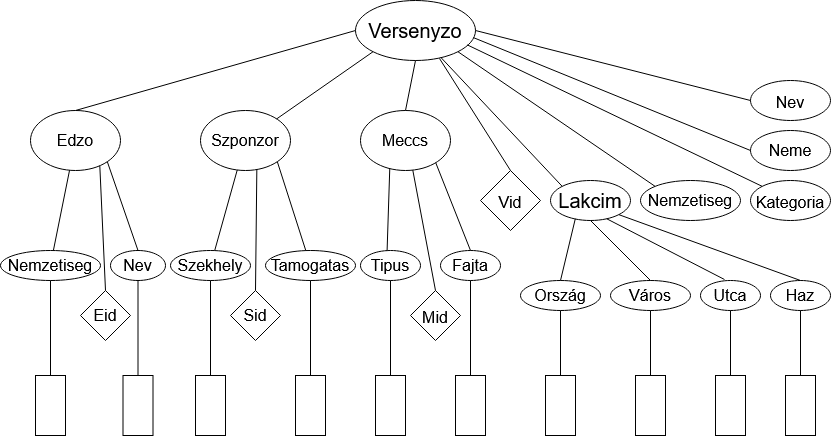 Versenyzo
Nev
Edzo
Szponzor
Meccs
Neme
Vid
Lakcim
Nemzetiseg
Kategoria
Nemzetiseg
Nev
Szekhely
Tamogatas
Tipus
Fajta
Ország
Város
Utca
Haz
Eid
Sid
Mid